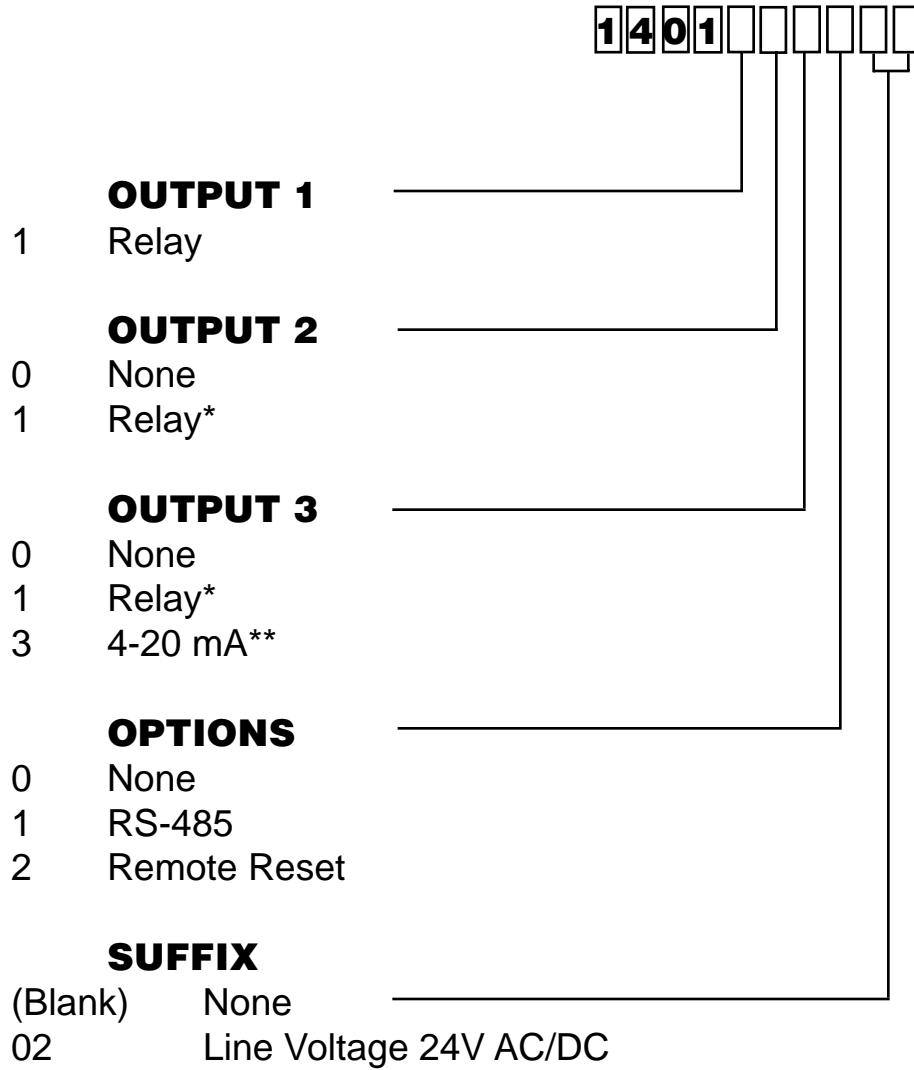 1401
OUTPUT 1
1 Relay
OUTPUT 2
0 None
1 Relay*
OUTPUT 3
0 None
1 Relay*
3 4-20 mA**
OPTIONS
0 None
1 RS-485
2 Remote Reset
SUFFIX
(Blank) None
02 Line Voltage 24V AC/DC